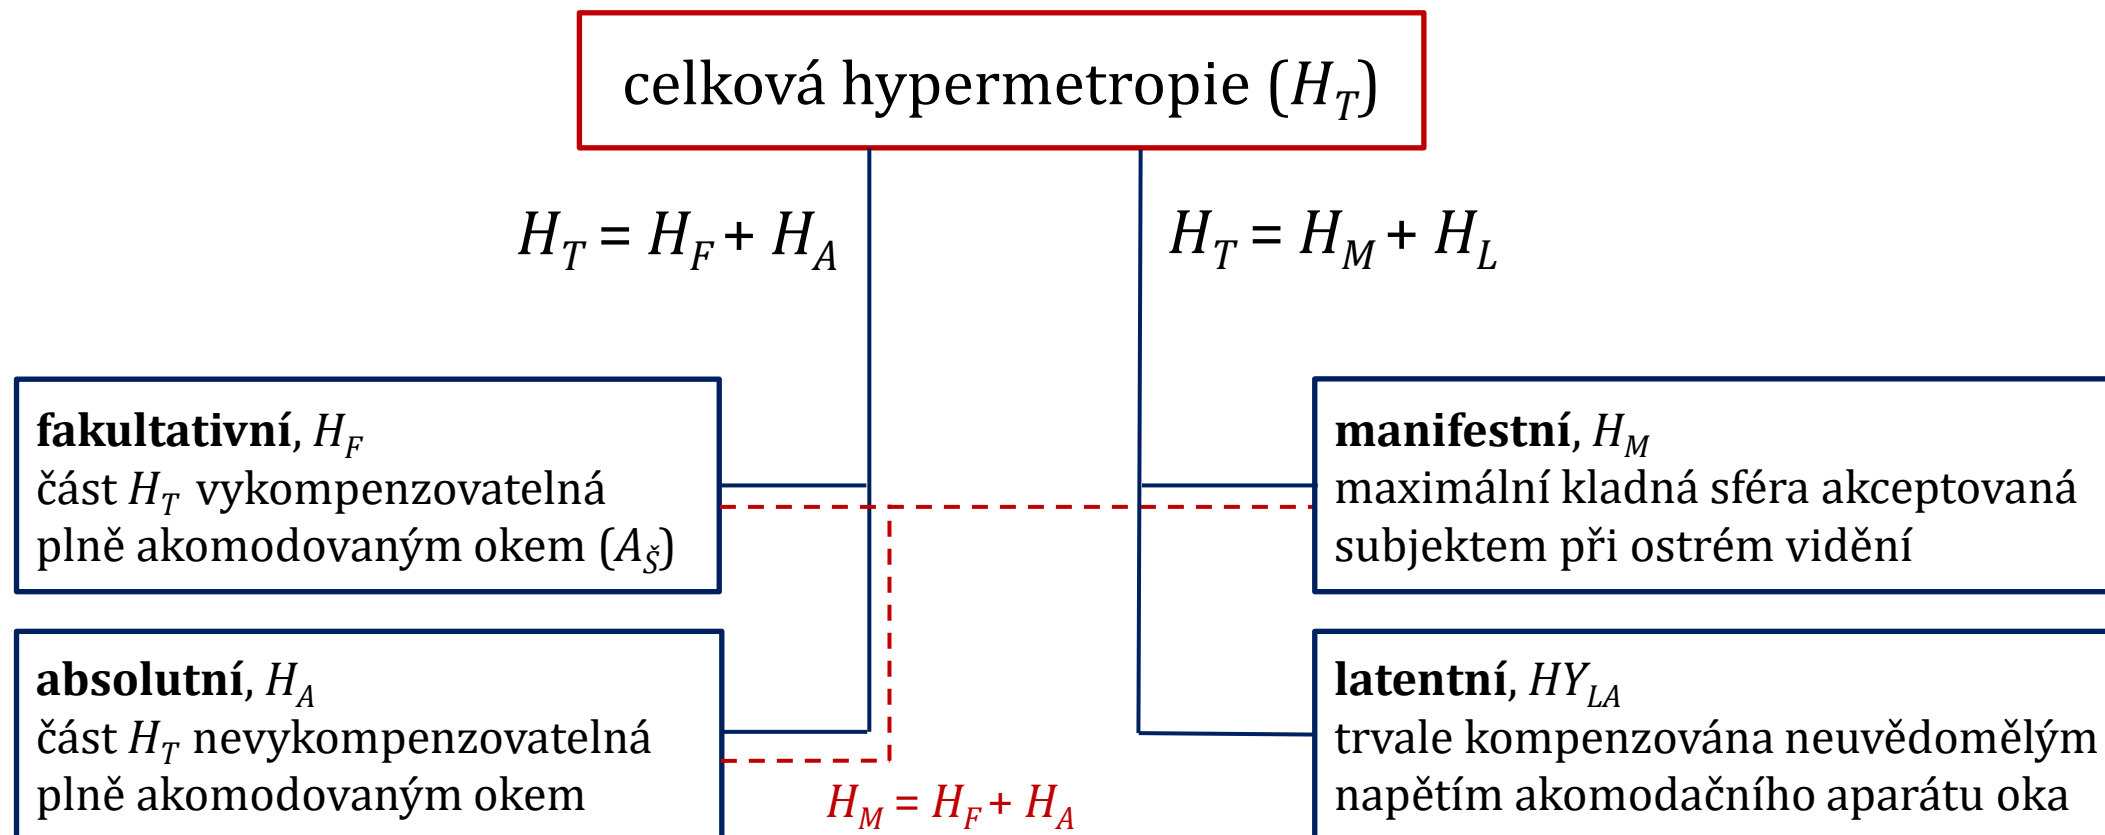 celková hypermetropie (H_T)
H_T = H_F + H_A
H_T = H_M + H_L
fakultativní, H_F
část H_T vykompenzovatelná
plně akomodovaným okem (A_Š)
manifestní, H_M
maximální kladná sféra akceptovaná
subjektem při ostrém vidění
absolutní, H_A
část H_T nevykompenzovatelná
plně akomodovaným okem
H_M = H_F + H_A
latentní, HY_LA
trvale kompenzována neuvědomělým
napětím akomodačního aparátu oka